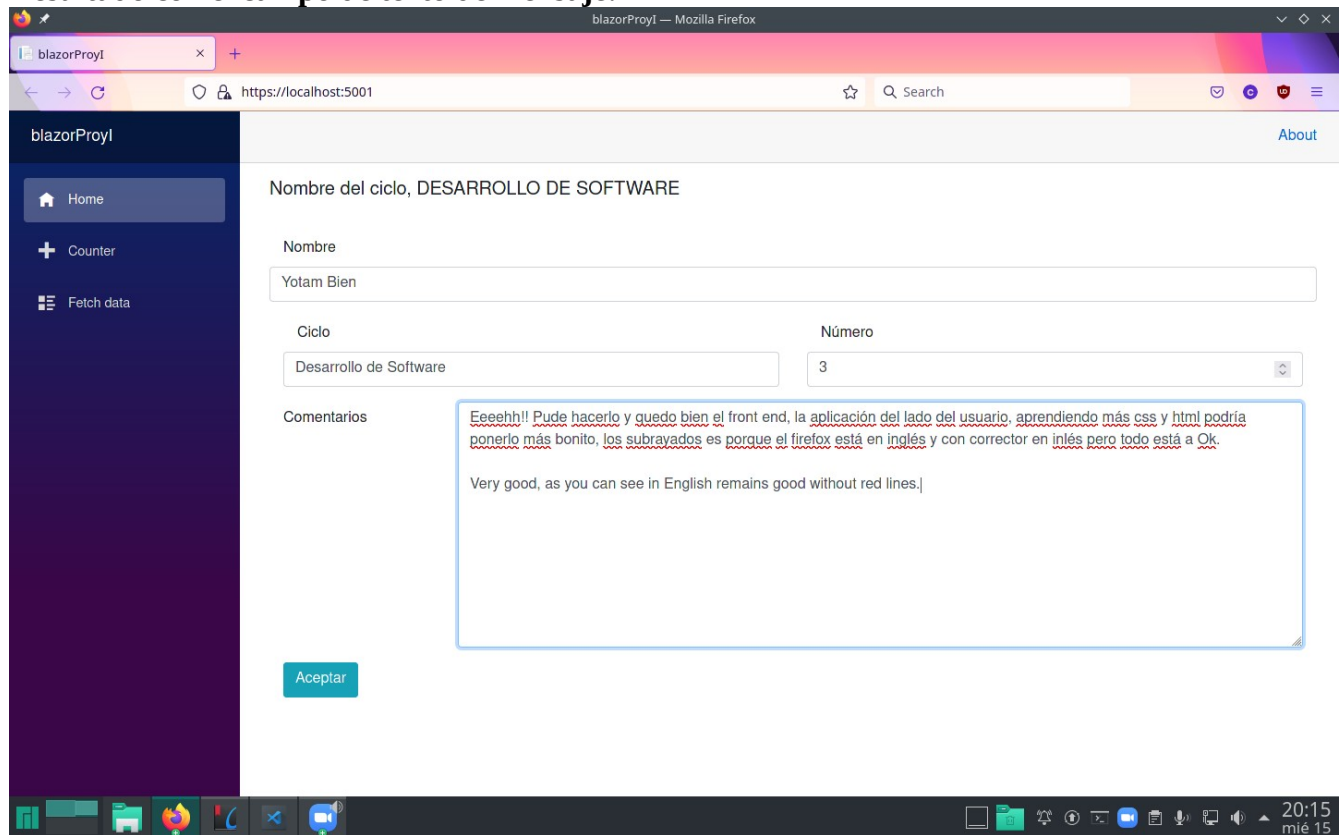 blazorProyI — Mozilla Firefox
blazorProyI
https://localhost:5001
Search
blazorProyI
About
Home
Counter
Fetch data
Nombre del ciclo, DESARROLLO DE SOFTWARE
Nombre
Yotam Bien
Ciclo
Número
Desarrollo de Software
3
Comentarios
Eeeehh!! Pude hacerlo y quedo bien el front end, la aplicación del lado del usuario, aprendiendo más css y html podría
ponerlo más bonito, los subrayados es porque el firefox está en inglés y con corrector en inlés pero todo está a Ok.
Very good, as you can see in English remains good without red lines.
Aceptar
20:15
mié 15